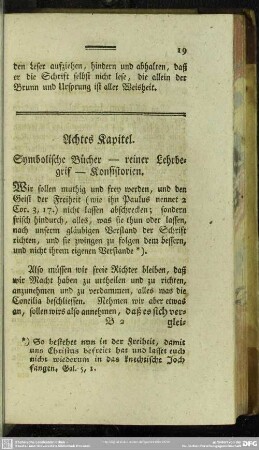 19
den Leser aufziehen, hindern und abhalten, daß
er die Schrift selbst nicht lese, die allein der
Brunn und Ursprung ist aller Weisheit.
Achtes Kapitel.
Symbolische Bücher — reiner Lehrbe-
grif — Konsistorien.
Wir sollen muthig und frey werden, und den
Geist der Freiheit (wie ihn Paulus nennet 2
Cor. 3, 17.) nicht lassen abschrecken; sondern
frisch hindurch, alles, was sie thun oder lassen,
nach unserm gläubigen Verstand der Schrift
richten, und sie zwingen zu folgen dem bessern,
und nicht ihrem eigenen Verstande *).
Also müssen wir freie Richter bleiben, daß
wir Macht haben zu urtheilen und zu richten,
anzunehmen und zu verdammen, alles was die
Concilia beschliessen. Nehmen wir aber etwas
an, sollen wirs also annehmen, daß es sich ver-
B 2
glei-
*) So bestehet nun in der Freiheit, damit
uns Christus befreiet hat und lasset euch
nicht wiederum in das knechtische Joch
fangen. Gal. 5, 1.
DFG